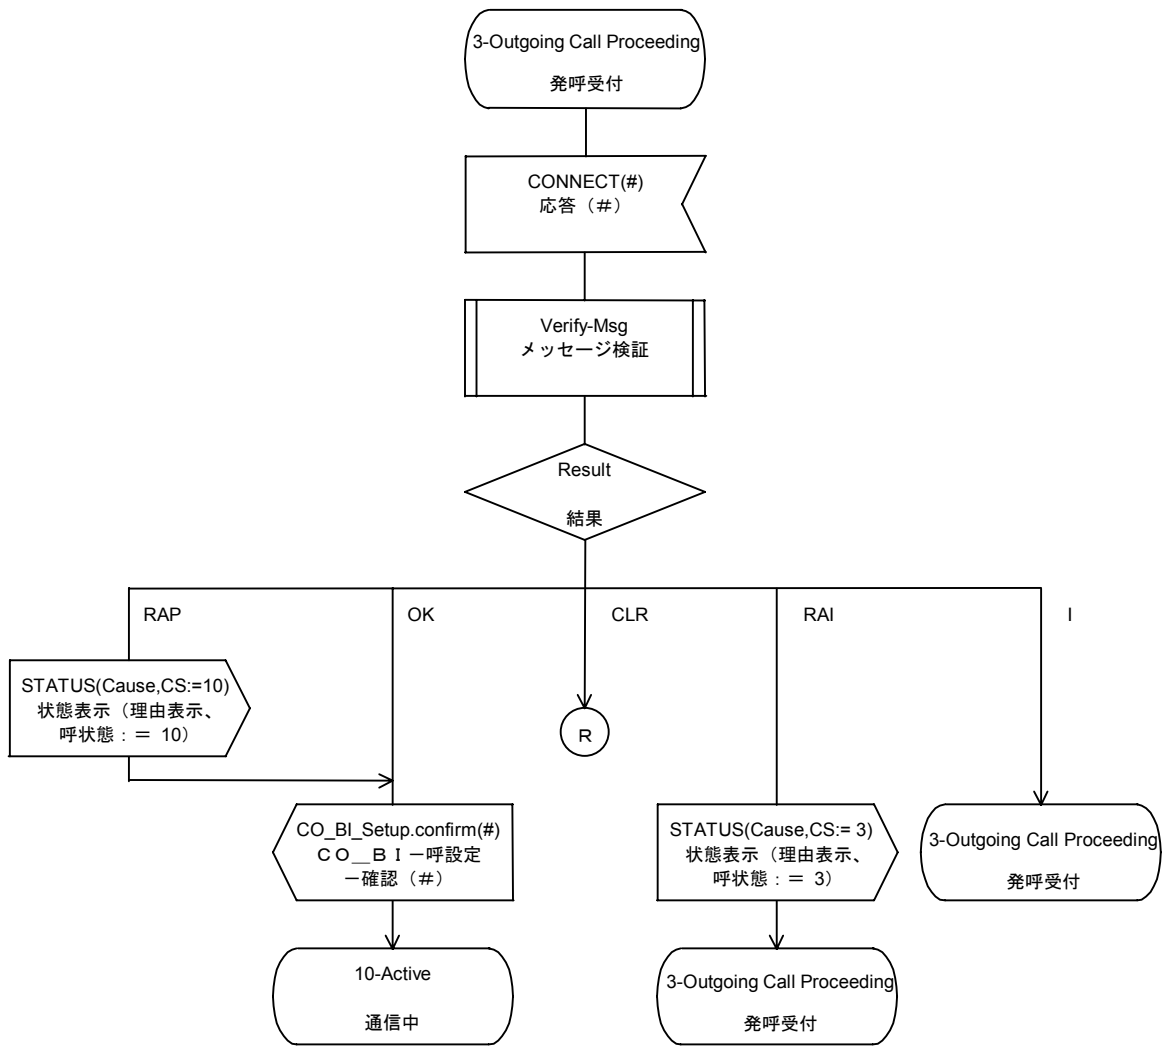 3-Outgoing Call Proceeding
発呼受付
CONNECT(#)
応答（＃）
Verify-Msg
メッセージ検証
Result
結果
RAP
OK
CLR
RAI
I
STATUS(Cause,CS:=10)
状態表示（理由表示、
呼状態：＝ 10）
R
CO_BI_Setup.confirm(#)
ＣＯ＿ＢＩ－呼設定
－確認（＃）
STATUS(Cause,CS:= 3)
状態表示（理由表示、
呼状態：＝ 3）
3-Outgoing Call Proceeding
発呼受付
10-Active
通信中
3-Outgoing Call Proceeding
発呼受付